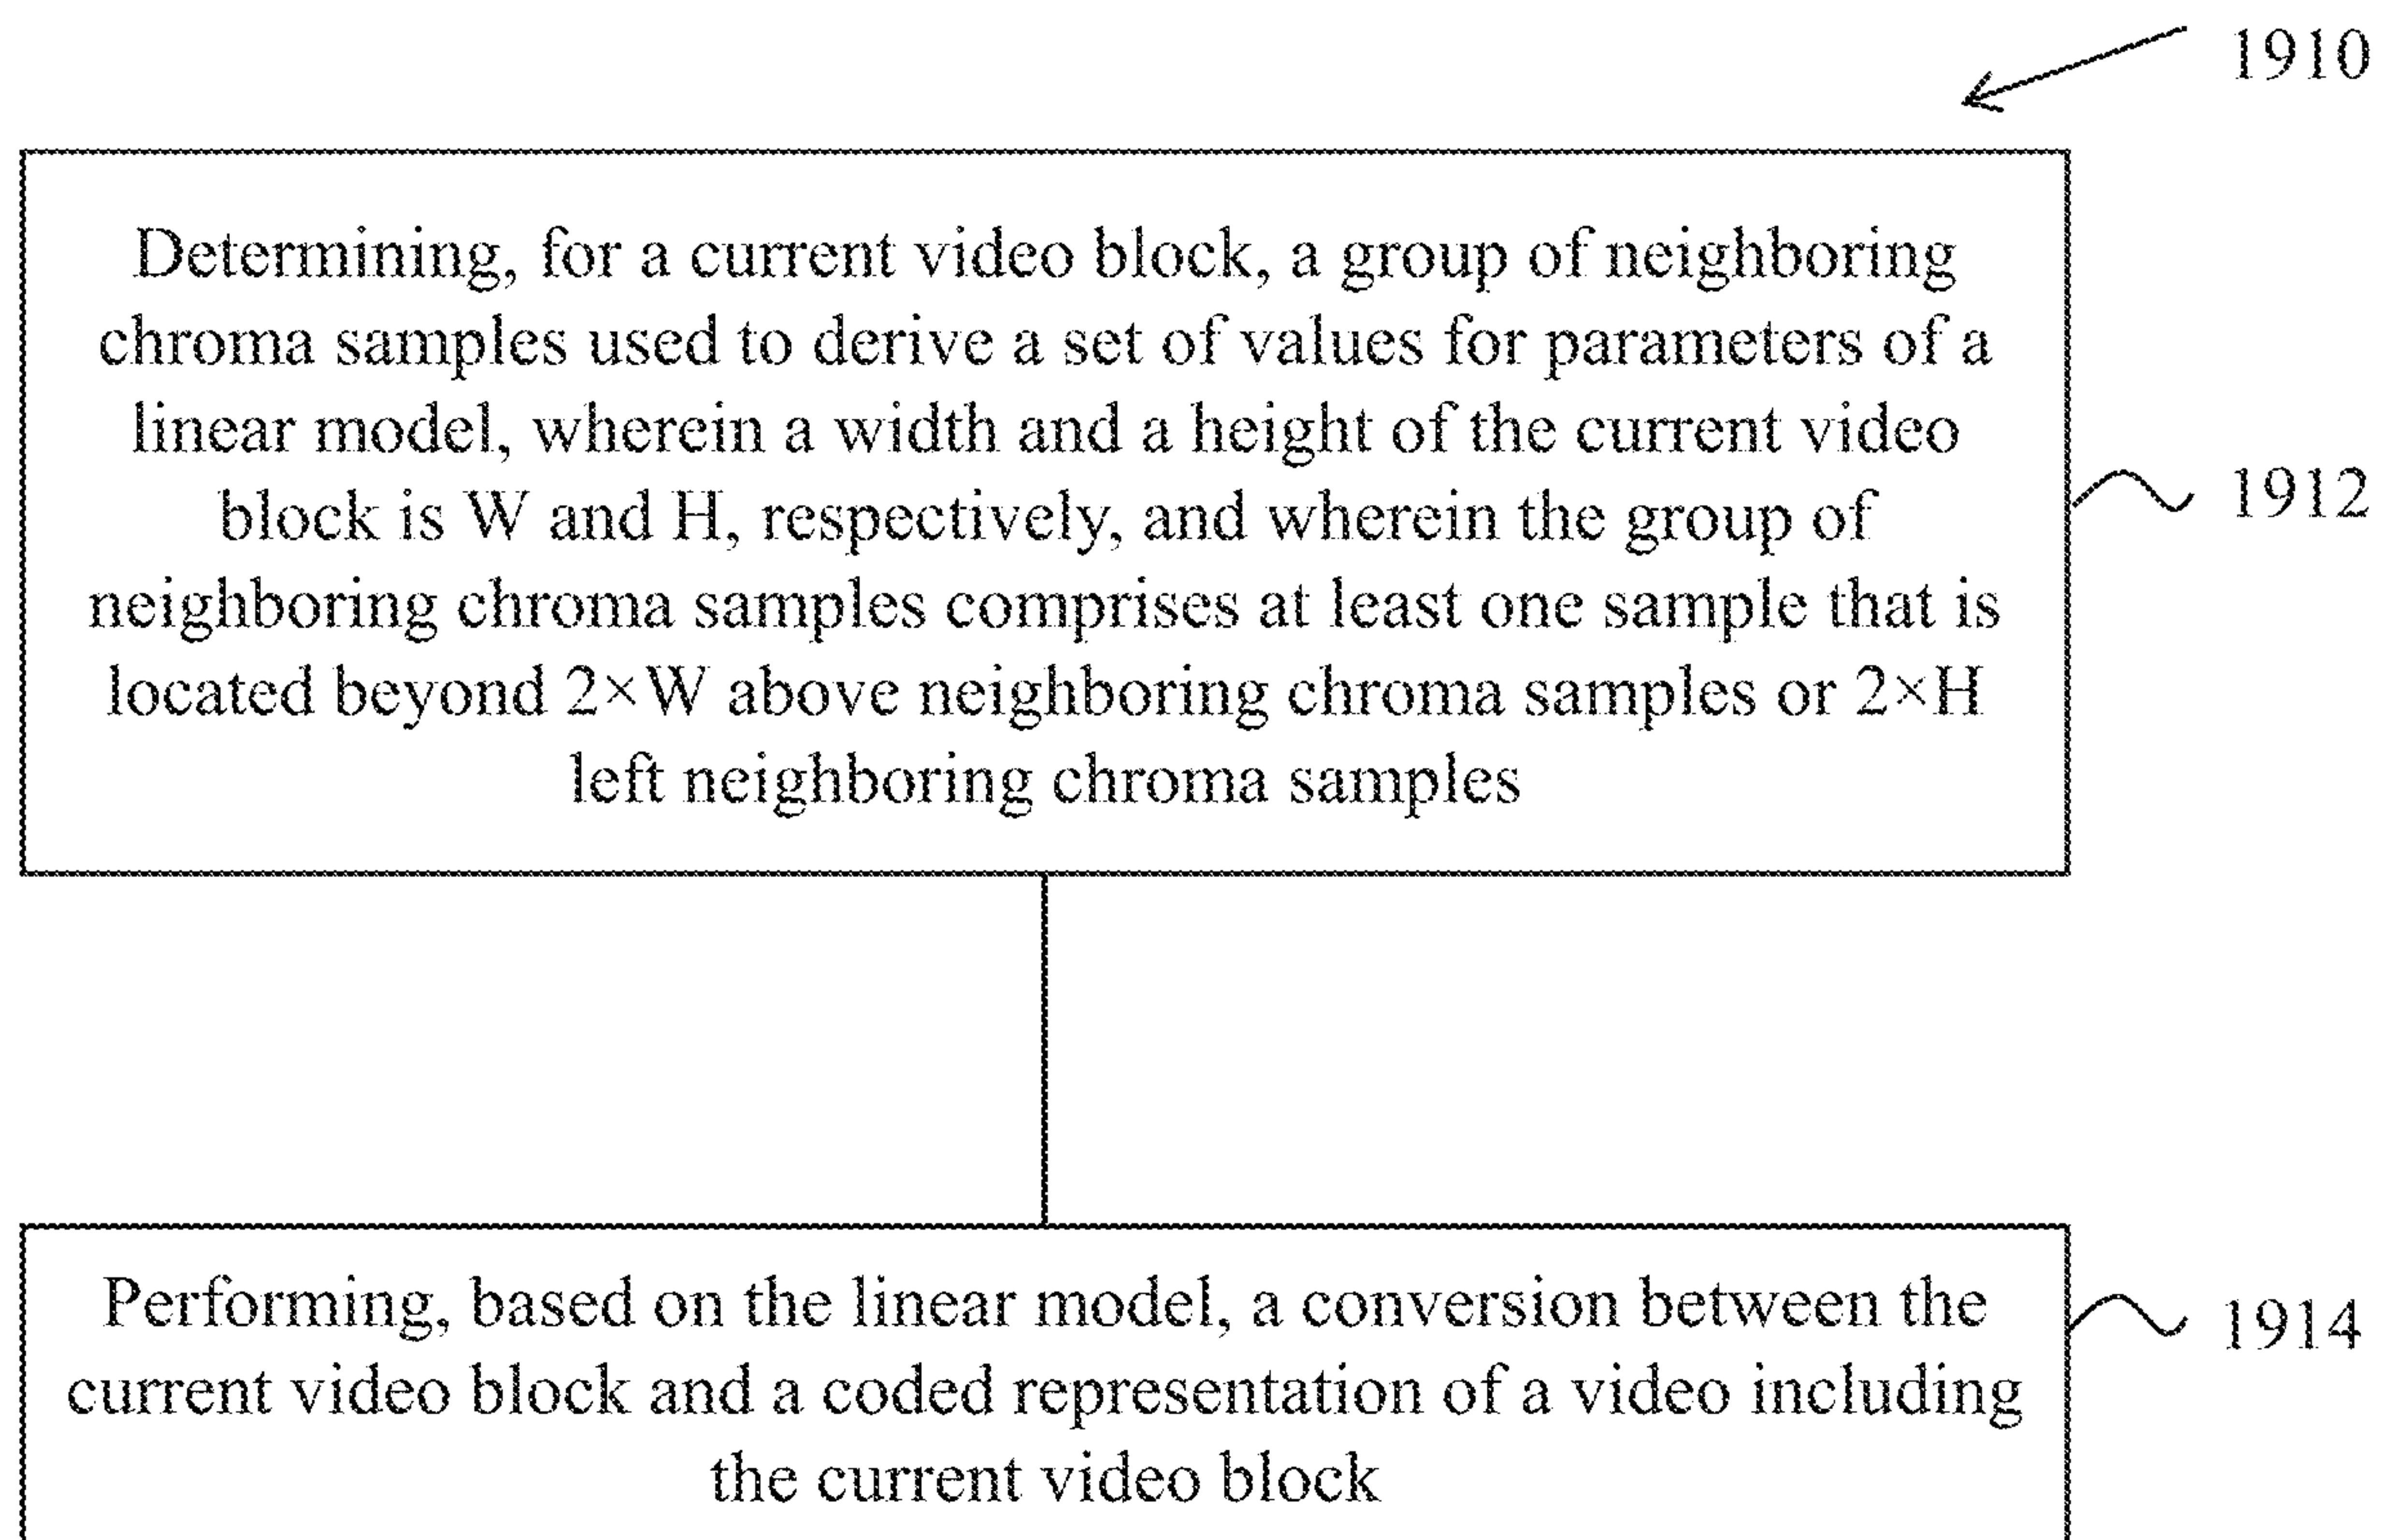 1910
Determining, for a current video block, a group of neighboring
chroma samples used to derive a set of values for parameters of a
linear model, wherein a width and a height of the current video
block is W and H, respectively, and wherein the group of
neighboring chroma samples comprises at least one sample that is
located beyond 2×W above neighboring chroma samples or 2×H
left neighboring chroma samples
1912
Performing, based on the linear model, a conversion between the
current video block and a coded representation of a video including
the current video block
1914